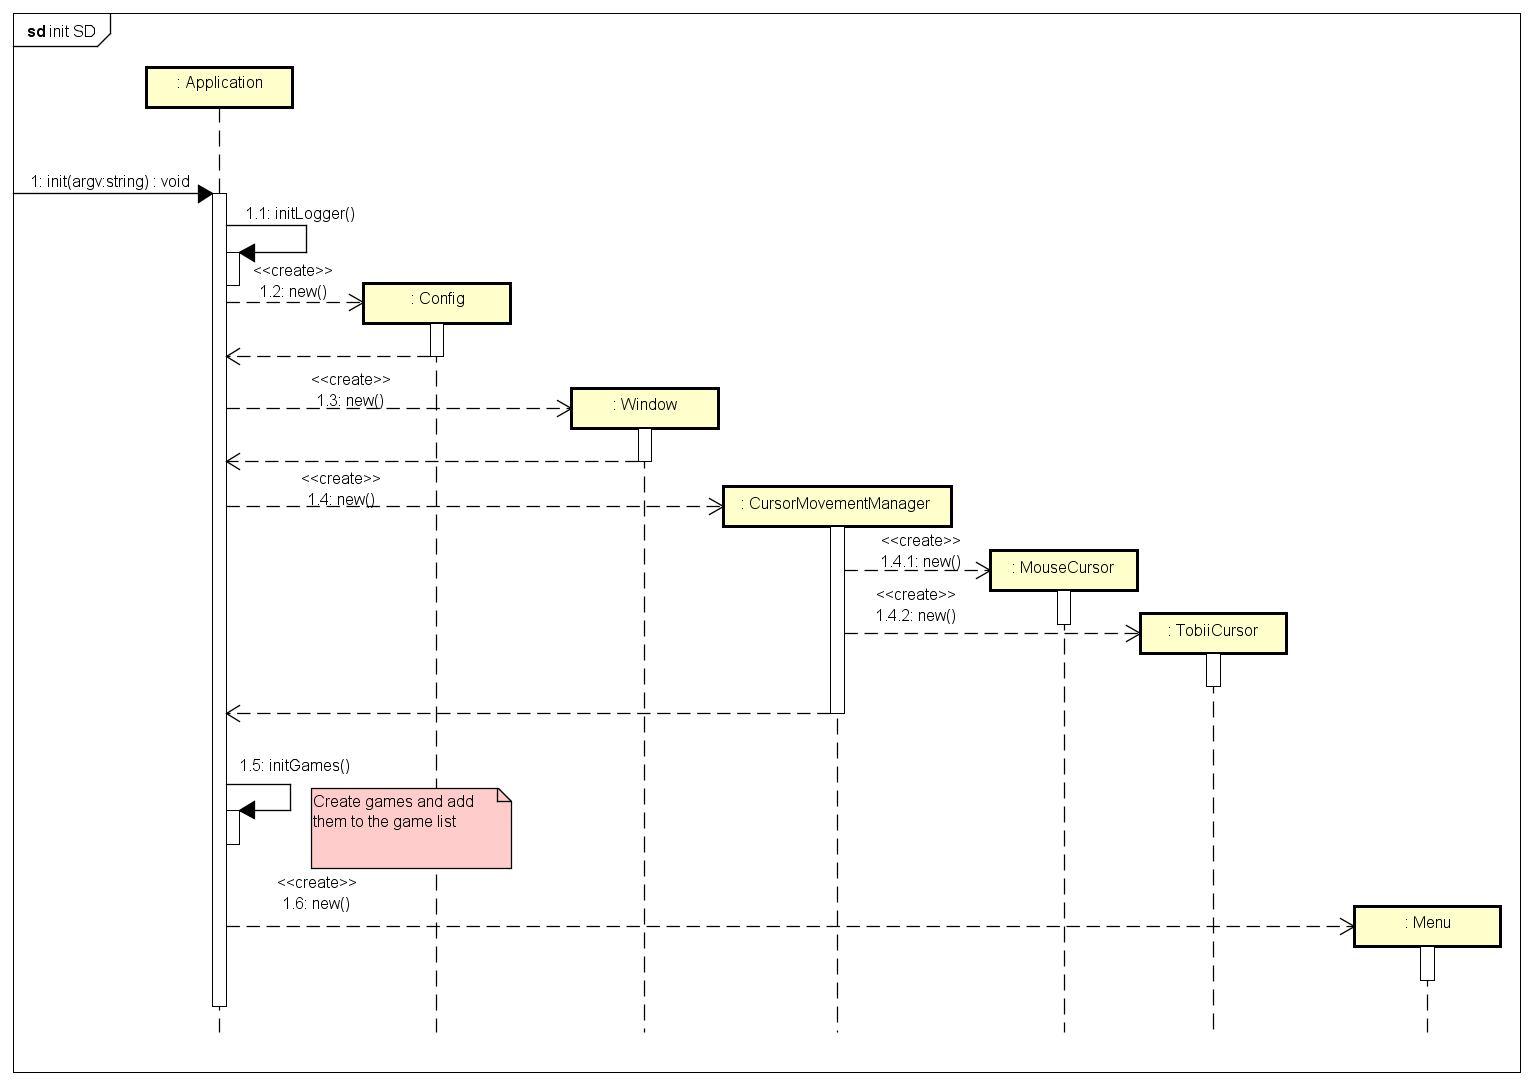 sd init SD
: Application
1: init(argv:string) : void
1.1: initLogger()
<<create>>
1.2: new()
: Config
<<create>>
1.3: new()
: Window
<<create>>
1.4: new()
: CursorMovementManager
<<create>>
1.4.1: new()
: MouseCursor
<<create>>
1.4.2: new()
: TobiiCursor
1.5: initGames()
Create games and add
them to the game list
<<create>>
1.6: new()
: Menu